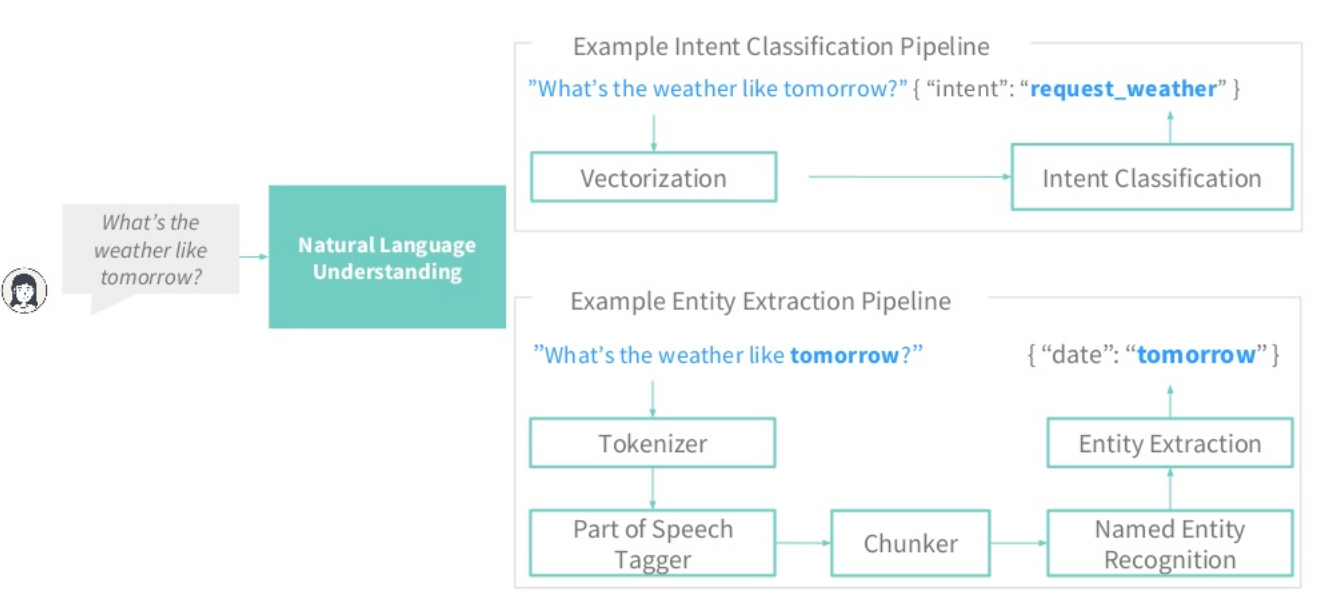 What's the
weather like
tomorrow?
Natural Language
Understanding
Example Intent Classification Pipeline
”What’s the weather like tomorrow?” { “intent”: “request_weather” }
Vectorization
Intent Classification
Example Entity Extraction Pipeline
”What’s the weather like tomorrow?”
{ “date”: “tomorrow” }
Tokenizer
Entity Extraction
Part of Speech
Tagger
Chunker
Named Entity
Recognition